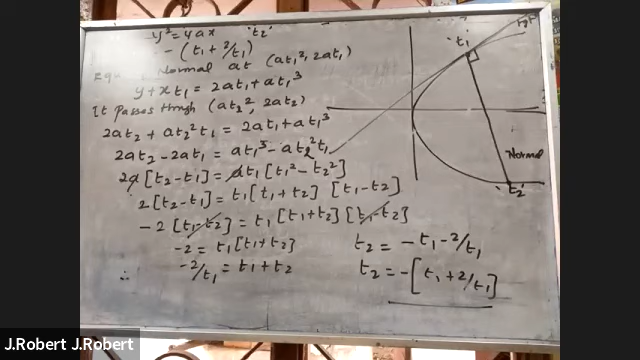 y² = 4ax 't₂'
- (t₁ + 2/t₁)
Equ Normal at (at₁², 2at₁)
y + xt₁ = 2at₁ + at₁³
It passes through (at₂², 2at₂)
2at₂ + at₂²t₁ = 2at₁ + at₁³
2at₂ - 2at₁ = at₁³ - at₂²t₁
2a[t₂ - t₁] = at₁[t₁² - t₂²]
2[t₂ - t₁] = t₁[t₁ + t₂][t₁ - t₂]
-2[t₁ - t₂] = t₁[t₁ + t₂][t₁ - t₂]
-2 = t₁[t₁ + t₂]
∴ -2/t₁ = t₁ + t₂
t₂ = -t₁ - 2/t₁
t₂ = -[t₁ + 2/t₁]
't₁'
Normal
't₂'
J.Robert J.Robert